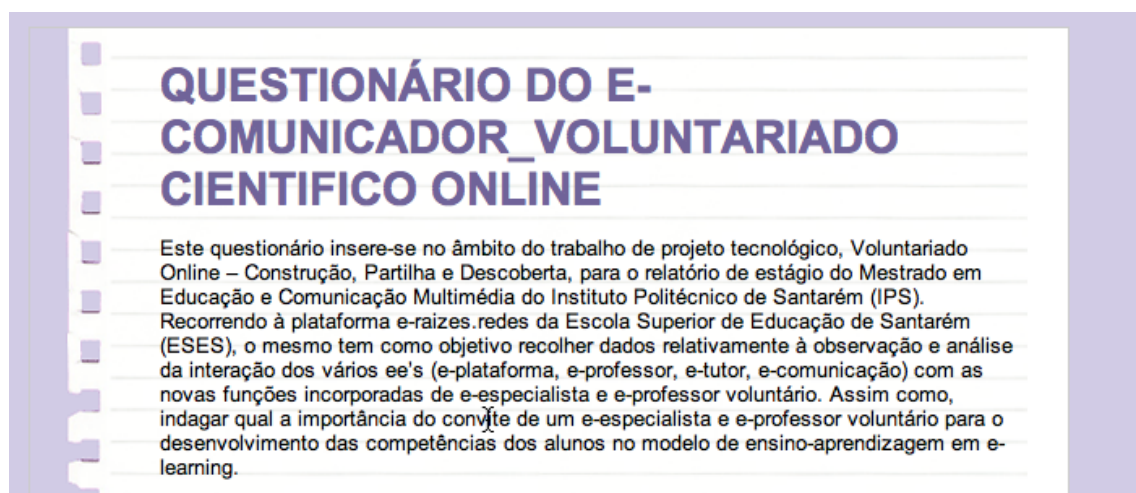 QUESTIONÁRIO DO E-
COMUNICADOR_VOLUNTARIADO
CIENTIFICO ONLINE
Este questionário insere-se no âmbito do trabalho de projeto tecnológico, Voluntariado
Online – Construção, Partilha e Descoberta, para o relatório de estágio do Mestrado em
Educação e Comunicação Multimédia do Instituto Politécnico de Santarém (IPS).
Recorrendo à plataforma e-raizes.redes da Escola Superior de Educação de Santarém
(ESES), o mesmo tem como objetivo recolher dados relativamente à observação e análise
da interação dos vários ee's (e-plataforma, e-professor, e-tutor, e-comunicação) com as
novas funções incorporadas de e-especialista e e-professor voluntário. Assim como,
indagar qual a importância do convite de um e-especialista e e-professor voluntário para o
desenvolvimento das competências dos alunos no modelo de ensino-aprendizagem em e-
learning.